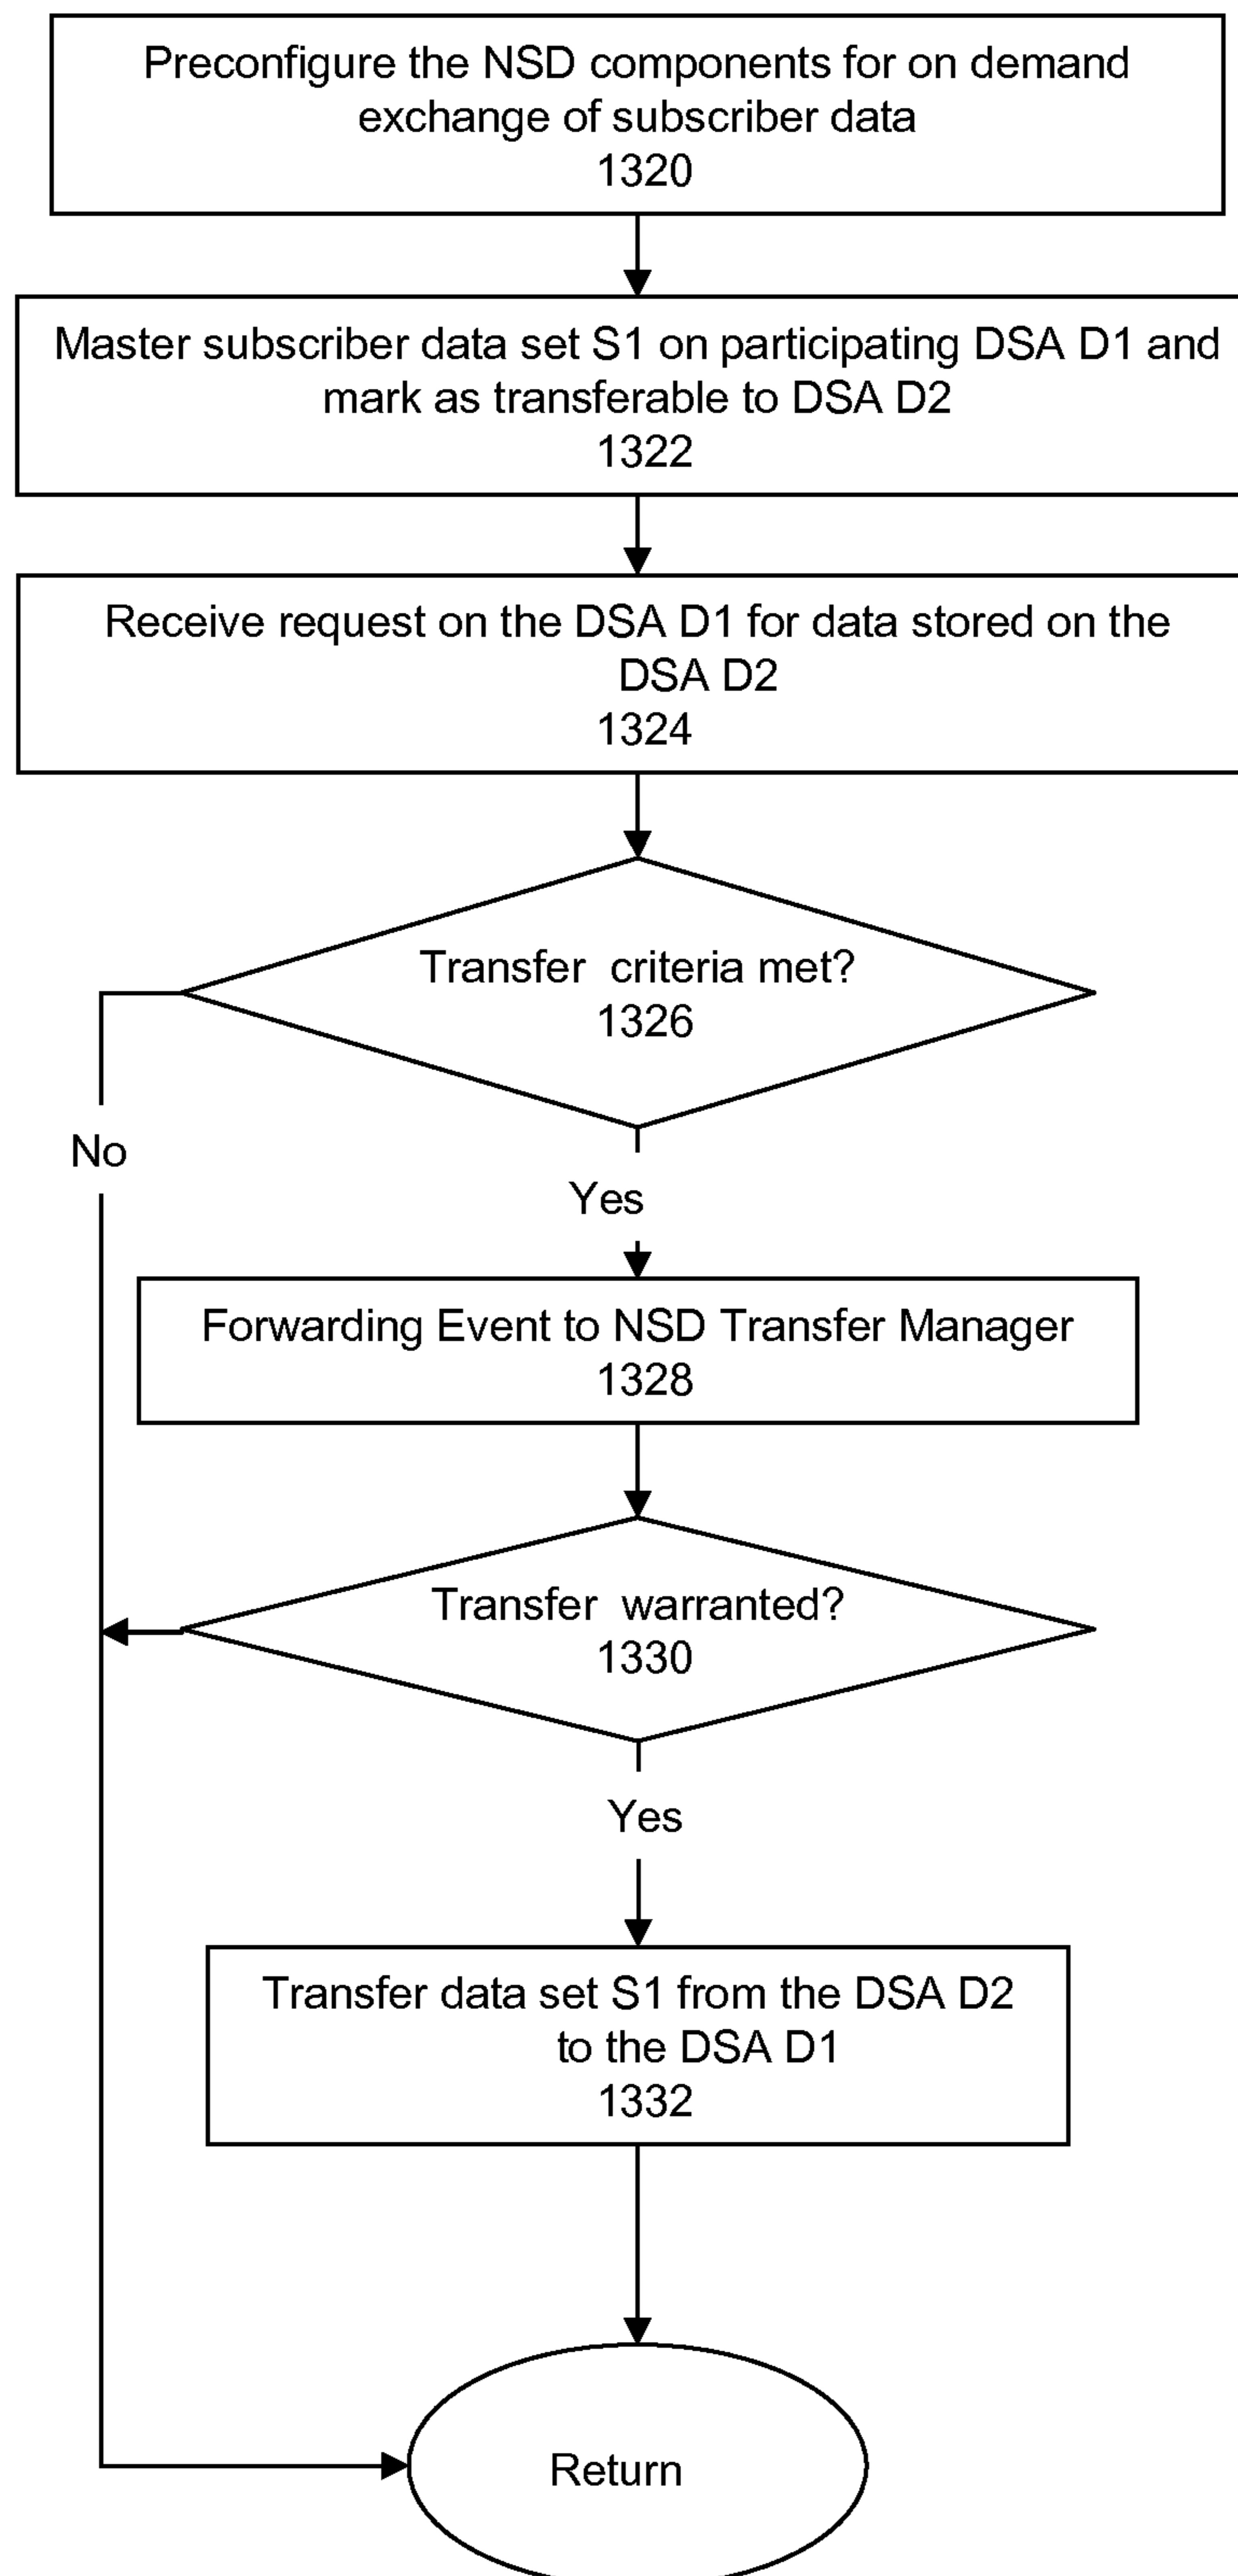 Preconfigure the NSD components for on demand
exchange of subscriber data
1320
Master subscriber data set S1 on participating DSA D1 and
mark as transferable to DSA D2
1322
Receive request on the DSA D1 for data stored on the
DSA D2
1324
Transfer criteria met?
1326
No
Yes
Forwarding Event to NSD Transfer Manager
1328
Transfer warranted?
1330
Yes
Transfer data set S1 from the DSA D2
to the DSA D1
1332
Return